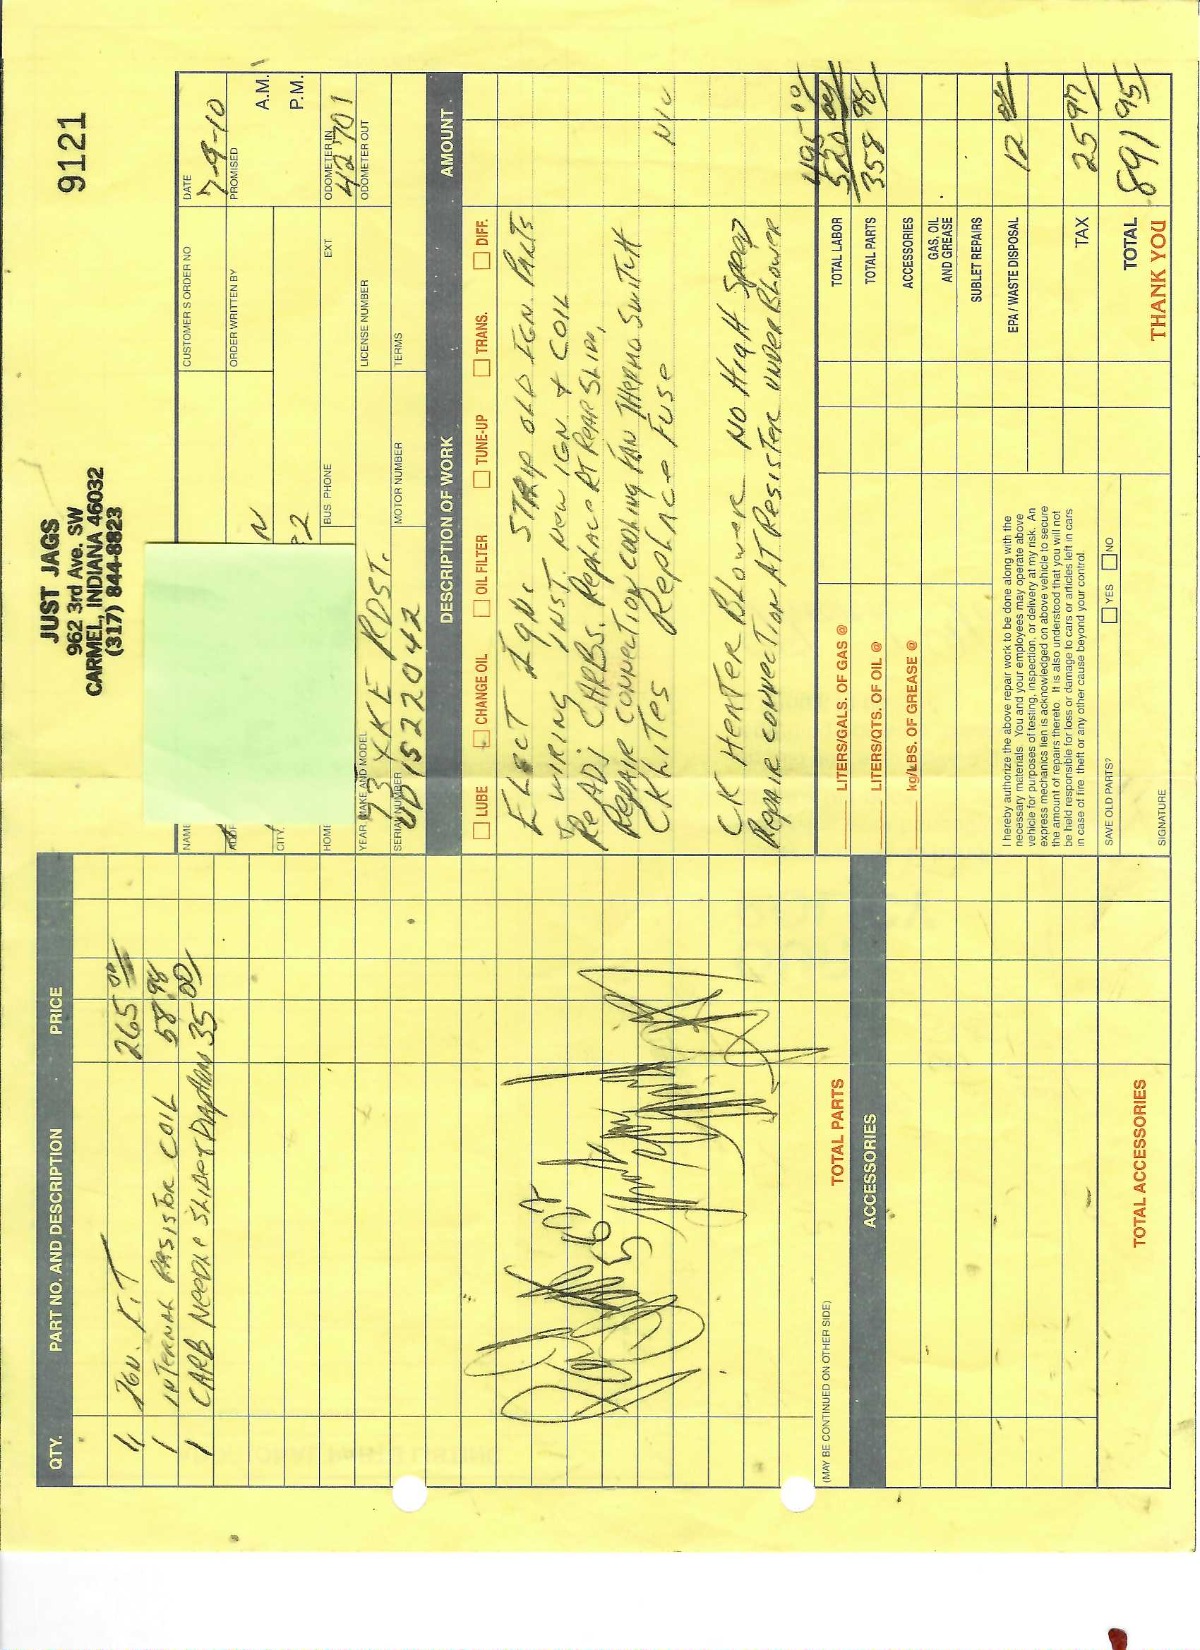 JUST JAGS
962 3rd Ave. SW
CARMEL, INDIANA 46032
(317) 844-8823
9121
QTY. PART NO. AND DESCRIPTION PRICE
1 Ign. KiT 265 00
1 INTERNAL RESISTOR COIL 58.98
1 CARB NEEDLE SLIDE & Diaphram 35 00
TOTAL PARTS
(MAY BE CONTINUED ON OTHER SIDE)
ACCESSORIES
TOTAL ACCESSORIES
NAME
CUSTOMER'S ORDER NO
DATE
7-9-10
ORDER WRITTEN BY
PROMISED
A.M.
P.M.
CITY,
N
HOME
22
BUS PHONE
EXT
ODOMETER IN
42701
YEAR, MAKE AND MODEL
73 XKE RDST.
LICENSE NUMBER
ODOMETER OUT
SERIAL NUMBER
UD1S22042
MOTOR NUMBER
TERMS
DESCRIPTION OF WORK AMOUNT
LUBE CHANGE OIL OIL FILTER TUNE-UP TRANS. DIFF.
ELECT IGN: STRIP OLD IGN PARTS
& WIRING INST. NEW IGN & COIL
ReADj CARBS. Replace RT REAR Slide,
Repair CONNECTION COOLING FAN THERMO SWITCH
CK LiTes Replace Fuse N/C
CK HEATER Blower NO HIGH SPEED
Repair CONNECTION AT Resister UNDER Blower
495 00
TOTAL LABOR 520 00
TOTAL PARTS 358 98
ACCESSORIES
GAS, OIL
AND GREASE
SUBLET REPAIRS
EPA / WASTE DISPOSAL 12 00
TAX 25 97
TOTAL 891 95
THANK YOU
LITERS/GALS. OF GAS @
LITERS/QTS. OF OIL @
kg/LBS. OF GREASE @
I hereby authorize the above repair work to be done along with the
necessary materials. You and your employees may operate above
vehicle for purposes of testing, inspection, or delivery at my risk. An
express mechanics lien is acknowledged on above vehicle to secure
the amount of repairs thereto. It is also understood that you will not
be held responsible for loss or damage to cars or articles left in cars
in case of fire, theft or any other cause beyond your control.
SAVE OLD PARTS? YES NO
SIGNATURE